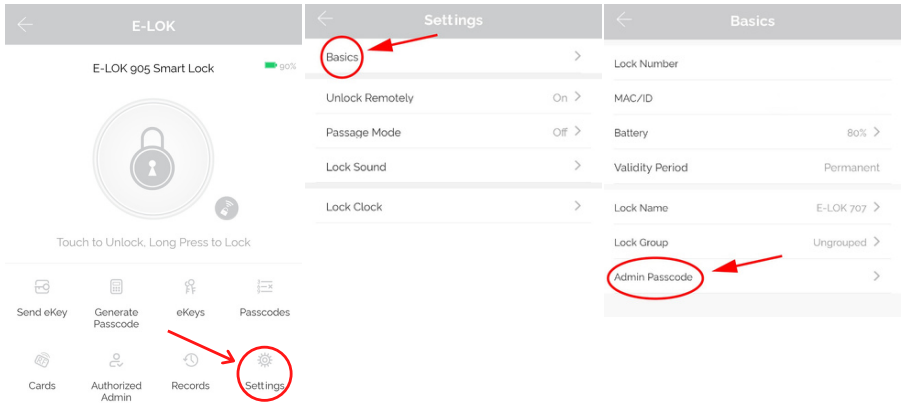 E-LOK
E-LOK 905 Smart Lock
90%
Touch to Unlock, Long Press to Lock
Send eKey
Generate
Passcode
eKeys
Passcodes
Cards
Authorized
Admin
Records
Settings
Settings
Basics
Unlock Remotely On
Passage Mode Off
Lock Sound
Lock Clock
Basics
Lock Number
MAC/ID
Battery 80%
Validity Period Permanent
Lock Name E-LOK 707
Lock Group Ungrouped
Admin Passcode